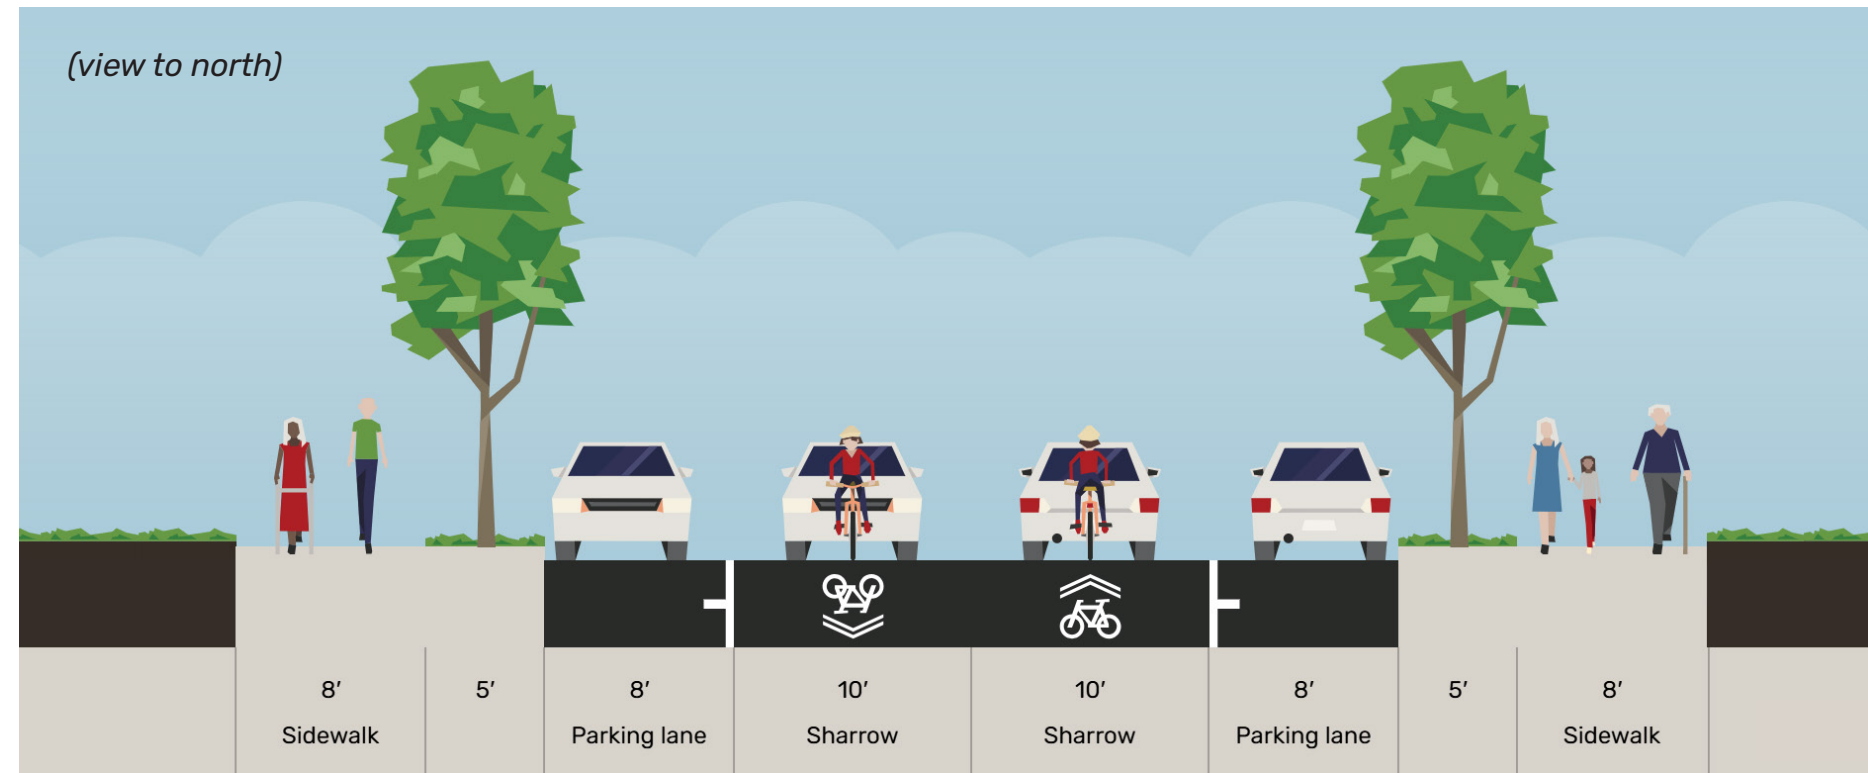 (view to north)
8′ 5′ 8′ 10′ 10′ 8′ 5′ 8′
Sidewalk Parking lane Sharrow Sharrow Parking lane Sidewalk